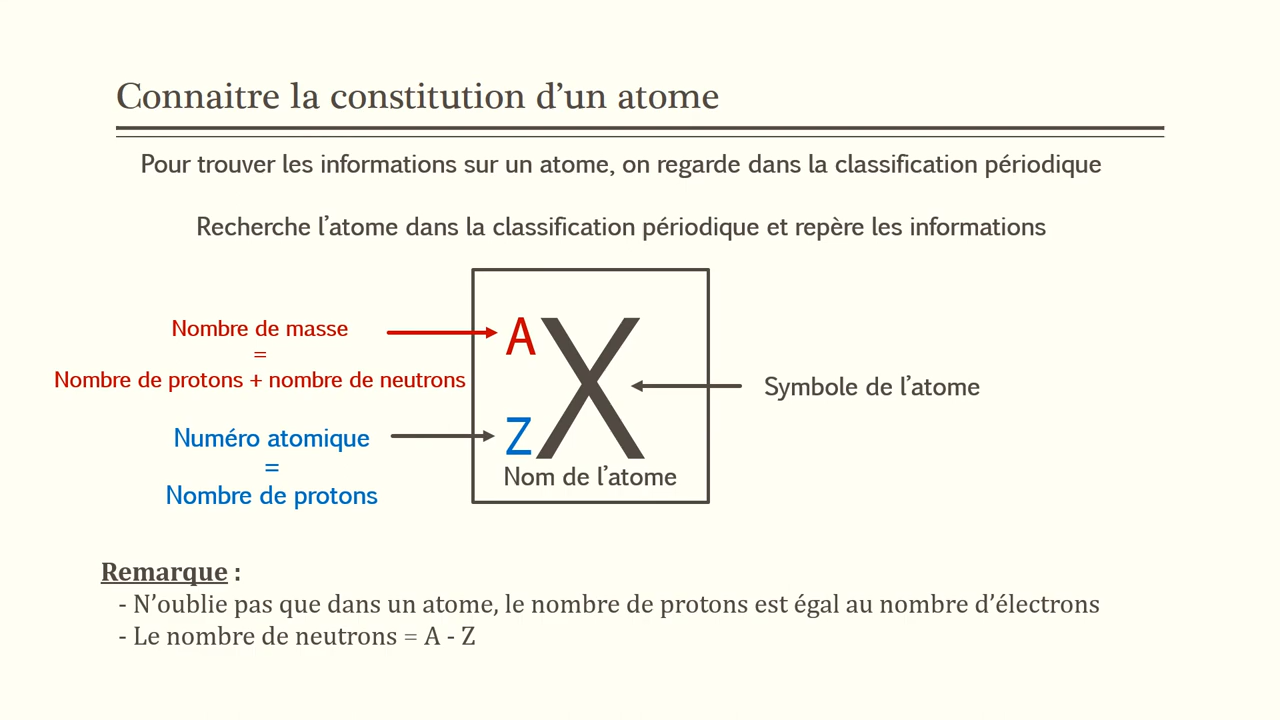 Connaitre la constitution d’un atome
Pour trouver les informations sur un atome, on regarde dans la classification périodique
Recherche l’atome dans la classification périodique et repère les informations
Nombre de masse
=
Nombre de protons + nombre de neutrons
Numéro atomique
=
Nombre de protons
A
X
Z
Nom de l’atome
Symbole de l’atome
Remarque :
- N’oublie pas que dans un atome, le nombre de protons est égal au nombre d’électrons
- Le nombre de neutrons = A - Z